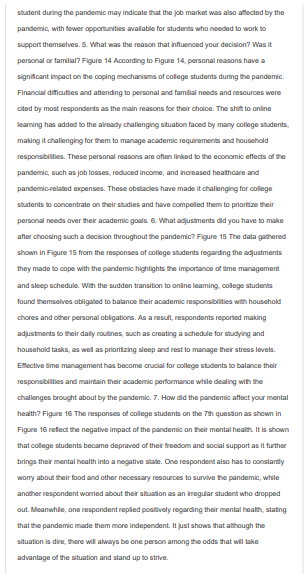 student during the pandemic may indicate that the job market was also affected by the
pandemic, with fewer opportunities available for students who needed to work to
support themselves. 5. What was the reason that influenced your decision? Was it
personal or familial? Figure 14 According to Figure 14, personal reasons have a
significant impact on the coping mechanisms of college students during the pandemic.
Financial difficulties and attending to personal and familial needs and resources were
cited by most respondents as the main reasons for their choice. The shift to online
learning has added to the already challenging situation faced by many college students,
making it challenging for them to manage academic requirements and household
responsibilities. These personal reasons are often linked to the economic effects of the
pandemic, such as job losses, reduced income, and increased healthcare and
pandemic-related expenses. These obstacles have made it challenging for college
students to concentrate on their studies and have compelled them to prioritize their
personal needs over their academic goals. 6. What adjustments did you have to make
after choosing such a decision throughout the pandemic? Figure 15 The data gathered
shown in Figure 15 from the responses of college students regarding the adjustments
they made to cope with the pandemic highlights the importance of time management
and sleep schedule. With the sudden transition to online learning, college students
found themselves obligated to balance their academic responsibilities with household
chores and other personal obligations. As a result, respondents reported making
adjustments to their daily routines, such as creating a schedule for studying and
household tasks, as well as prioritizing sleep and rest to manage their stress levels.
Effective time management has become crucial for college students to balance their
responsibilities and maintain their academic performance while dealing with the
challenges brought about by the pandemic. 7. How did the pandemic affect your mental
health? Figure 16 The responses of college students on the 7th question as shown in
Figure 16 reflect the negative impact of the pandemic on their mental health. It is shown
that college students became depraved of their freedom and social support as it further
brings their mental health into a negative state. One respondent also has to constantly
worry about their food and other necessary resources to survive the pandemic, while
another respondent worried about their situation as an irregular student who dropped
out. Meanwhile, one respondent replied positively regarding their mental health, stating
that the pandemic made them more independent. It just shows that although the
situation is dire, there will always be one person among the odds that will take
advantage of the situation and stand up to strive.